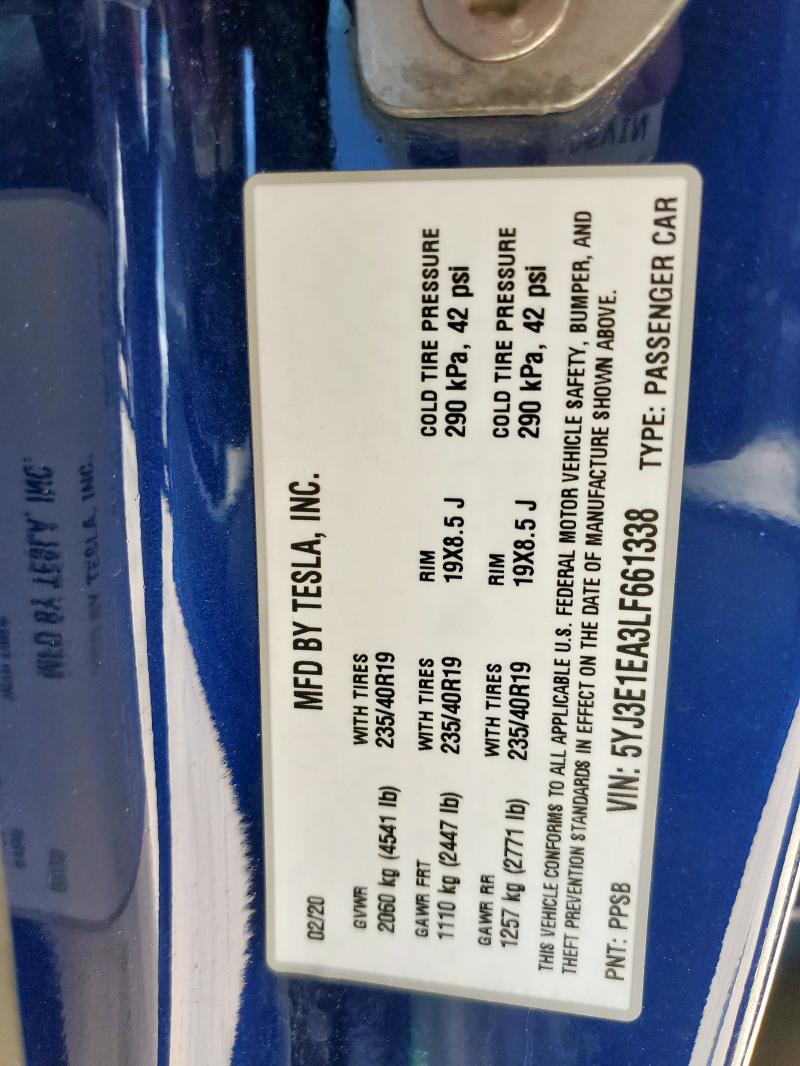 MFD BY TESLA, INC.
02/20
GVWR WITH TIRES
2060 kg (4541 lb) 235/40R19
GAWR FRT WITH TIRES RIM COLD TIRE PRESSURE
1110 kg (2447 lb) 235/40R19 19X8.5 J 290 kPa, 42 psi
GAWR RR WITH TIRES RIM COLD TIRE PRESSURE
1257 kg (2771 lb) 235/40R19 19X8.5 J 290 kPa, 42 psi
THIS VEHICLE CONFORMS TO ALL APPLICABLE U.S. FEDERAL MOTOR VEHICLE SAFETY, BUMPER, AND
THEFT PREVENTION STANDARDS IN EFFECT ON THE DATE OF MANUFACTURE SHOWN ABOVE.
PNT: PPSB VIN: 5YJ3E1EA3LF661338 TYPE: PASSENGER CAR